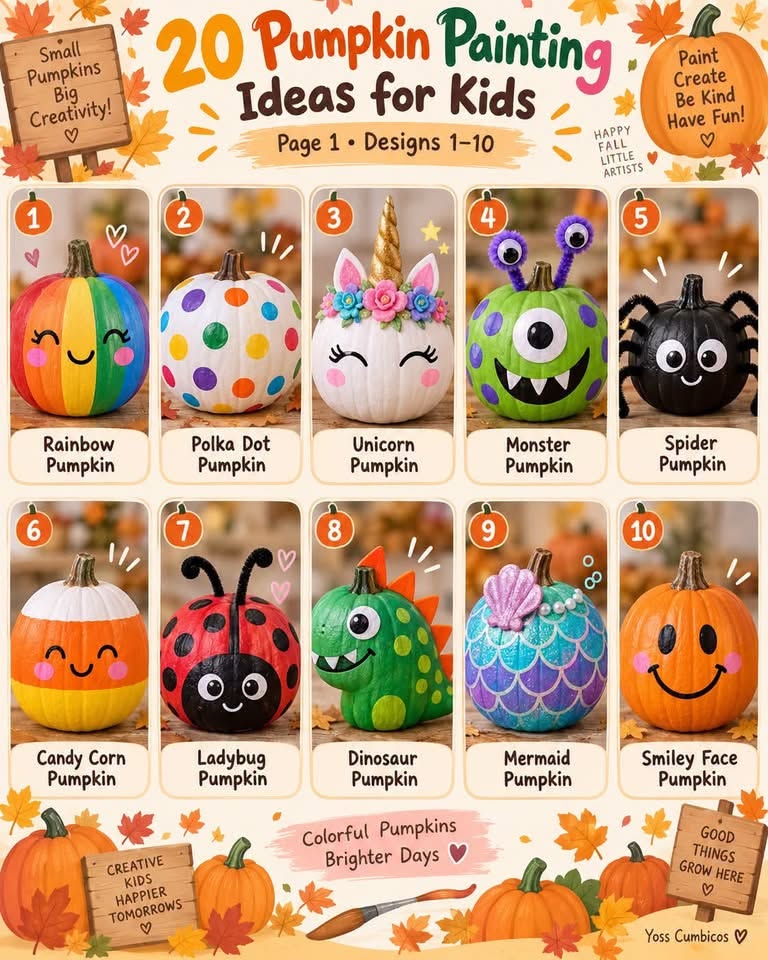 20 Pumpkin Painting
Ideas for Kids
Page 1 • Designs 1–10
Small
Pumpkins
Big
Creativity!
Paint
Create
Be Kind
Have Fun!
HAPPY
FALL
LITTLE
ARTISTS
1
Rainbow
Pumpkin
2
Polka Dot
Pumpkin
3
Unicorn
Pumpkin
4
Monster
Pumpkin
5
Spider
Pumpkin
6
Candy Corn
Pumpkin
7
Ladybug
Pumpkin
8
Dinosaur
Pumpkin
9
Mermaid
Pumpkin
10
Smiley Face
Pumpkin
CREATIVE
KIDS
HAPPIER
TOMORROWS
Colorful Pumpkins
Brighter Days
GOOD
THINGS
GROW HERE
Yoss Cumbicos